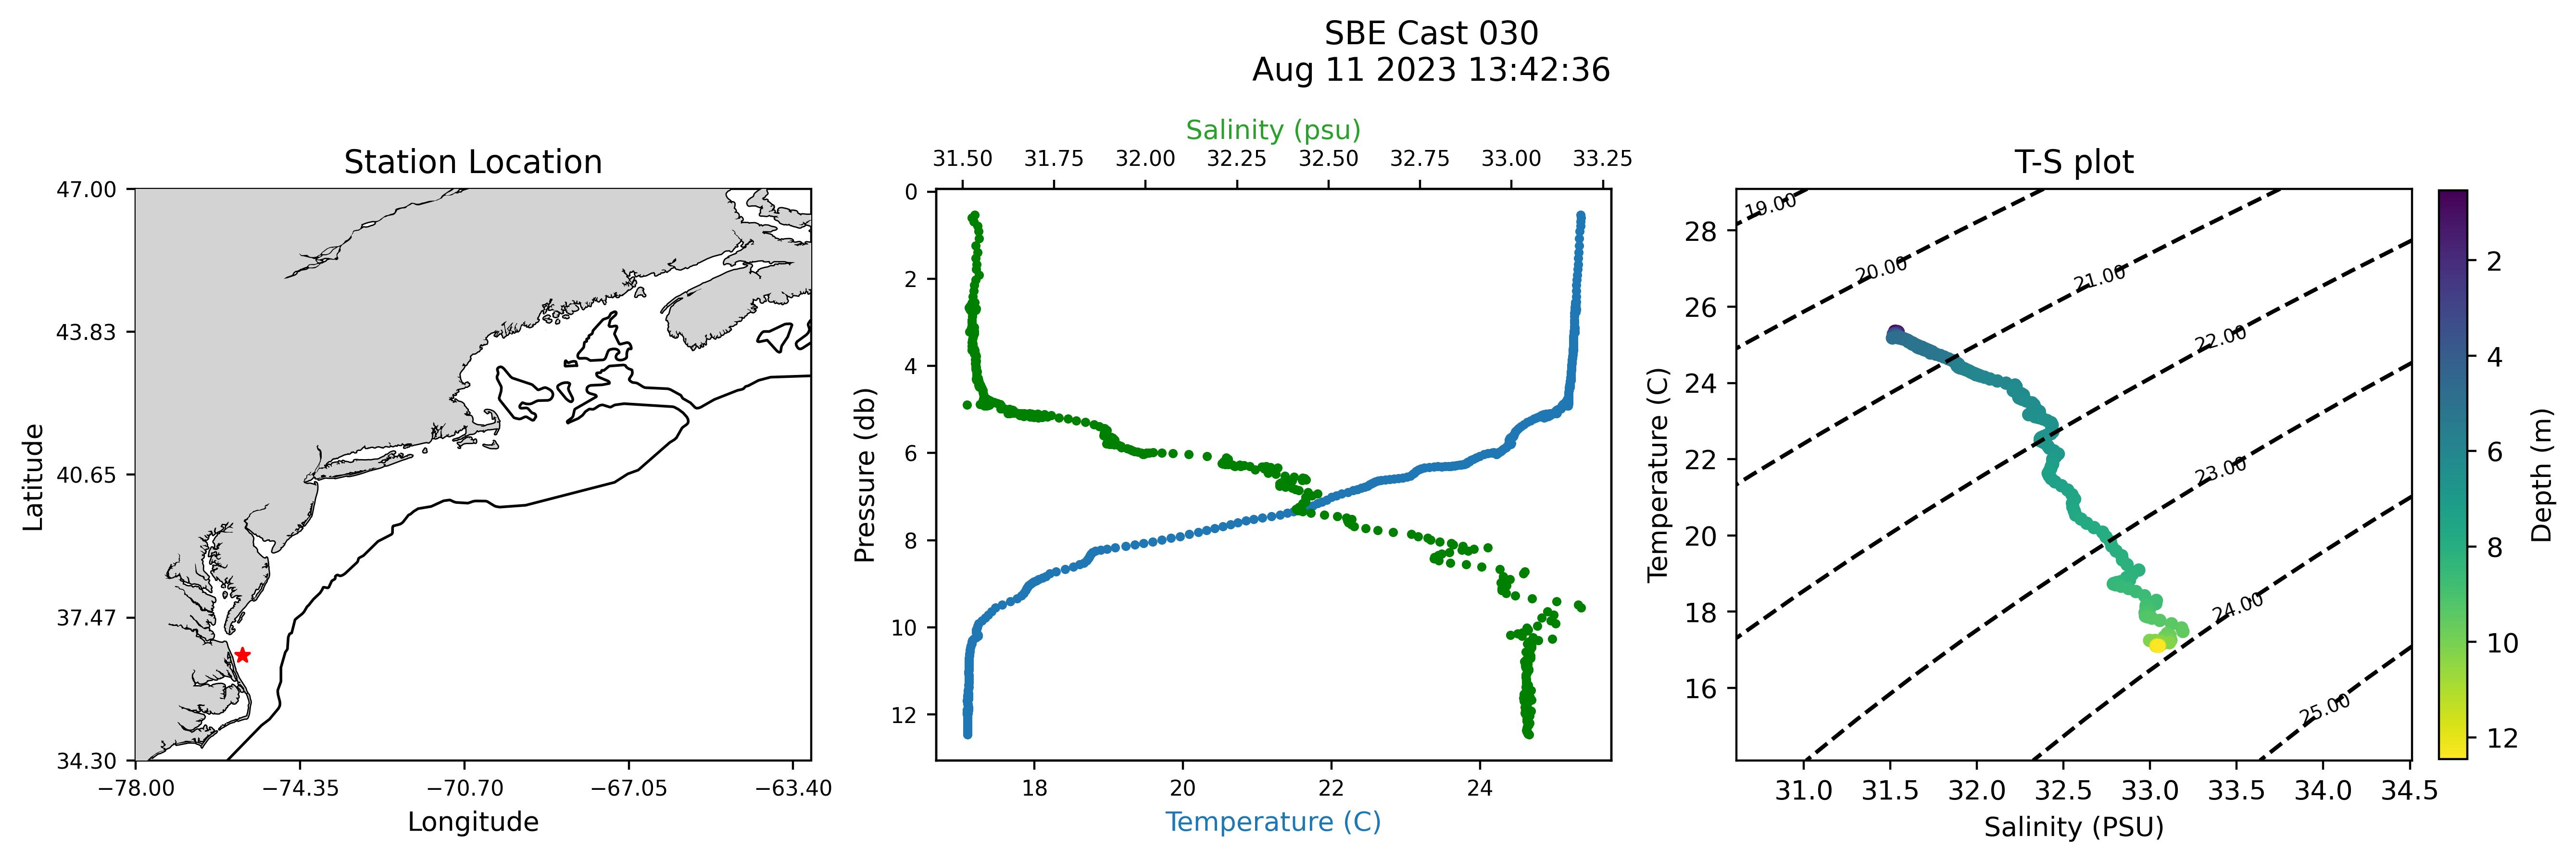 SBE Cast 030
Aug 11 2023 13:42:36
Station Location
47.00
43.83
40.65
37.47
34.30
Latitude
−78.00 −74.35 −70.70 −67.05 −63.40
Longitude
Salinity (psu)
31.50 31.75 32.00 32.25 32.50 32.75 33.00 33.25
0
2
4
6
8
10
12
Pressure (db)
18 20 22 24
Temperature (C)
T-S plot
28
26
24
22
20
18
16
Temperature (C)
19.00
20.00
21.00
22.00
23.00
24.00
25.00
31.0 31.5 32.0 32.5 33.0 33.5 34.0 34.5
Salinity (PSU)
2
4
6
8
10
12
Depth (m)